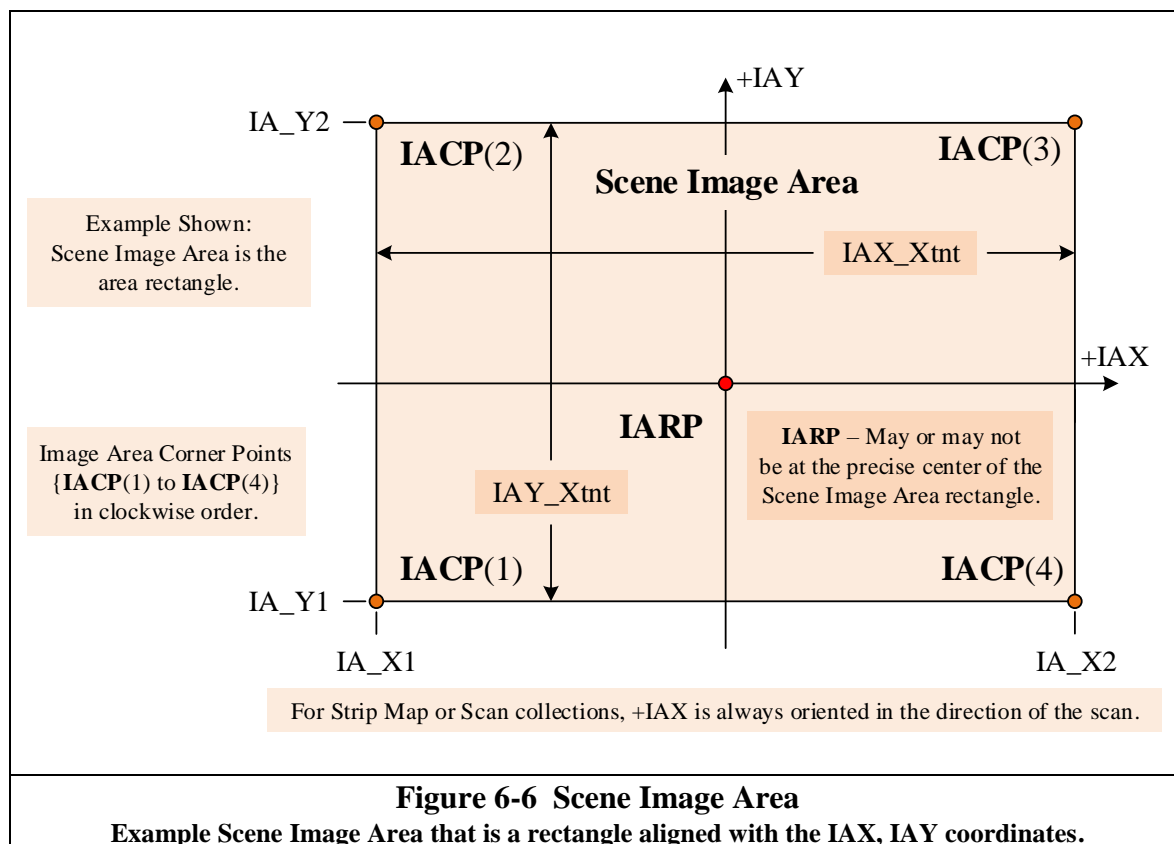 +IAY
IA_Y2
IACP(2)
IACP(3)
Scene Image Area
Example Shown:
Scene Image Area is the
area rectangle.
IAX_Xtnt
+IAX
IARP
IARP – May or may not
be at the precise center of the
Scene Image Area rectangle.
Image Area Corner Points
{IACP(1) to IACP(4)}
in clockwise order.
IAY_Xtnt
IACP(1)
IACP(4)
IA_Y1
IA_X1
IA_X2
For Strip Map or Scan collections, +IAX is always oriented in the direction of the scan.
Figure 6-6 Scene Image Area
Example Scene Image Area that is a rectangle aligned with the IAX, IAY coordinates.